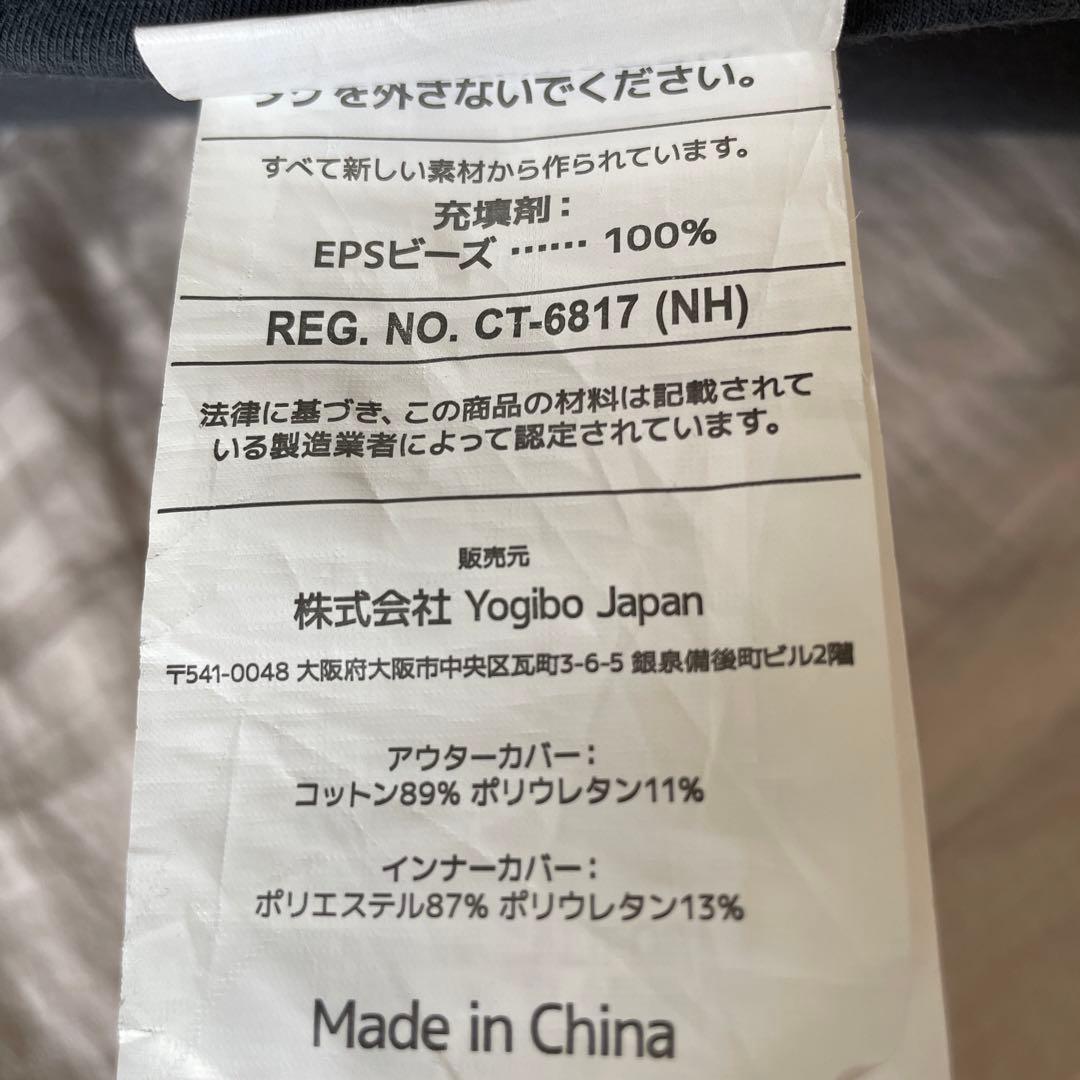 タグを外さないでください。
すべて新しい素材から作られています。
充填剤：
EPSビーズ …… 100%
REG. NO. CT-6817 (NH)
法律に基づき、この商品の材料は記載されて
いる製造業者によって認定されています。
販売元
株式会社 Yogibo Japan
〒541-0048 大阪府大阪市中央区瓦町3-6-5 銀泉備後町ビル2階
アウターカバー：
コットン89% ポリウレタン11%
インナーカバー：
ポリエステル87% ポリウレタン13%
Made in China